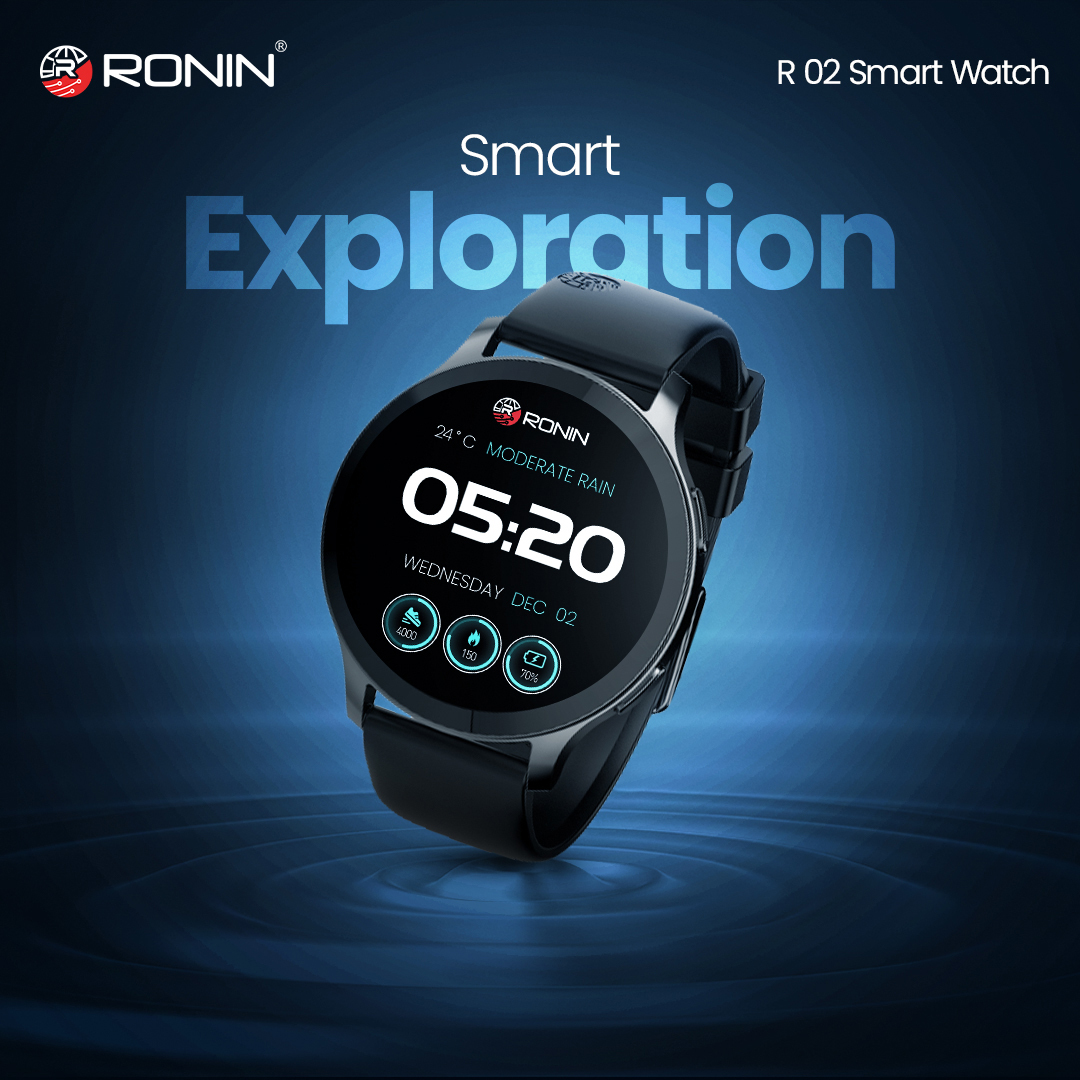 RONIN®
R 02 Smart Watch
Smart
Exploration
RONIN
24°C MODERATE RAIN
05:20
WEDNESDAY DEC 02
4000 150 70%